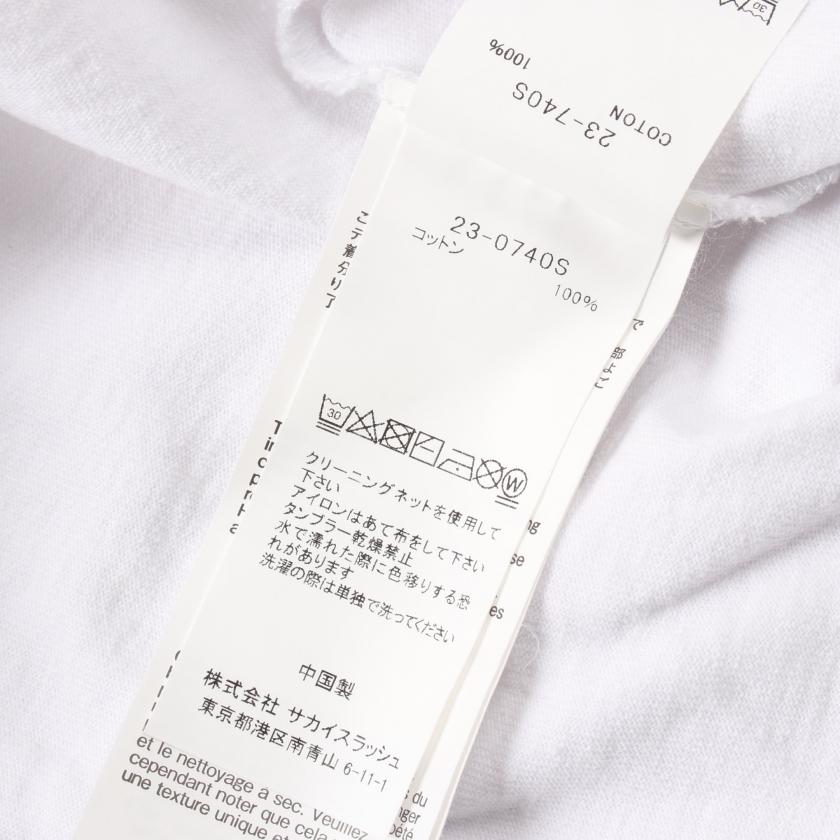 30
100%
23-740S
COTON
23-0740S
コットン
100%
30
W
クリーニングネットを使用して
下さい
アイロンはあて布をして下さい
タンブラー乾燥禁止
水で濡れた際に色移りする恐
れがあります
洗濯の際は単独で洗ってください
中国製
株式会社 サカイスラッシュ
東京都港区南青山 6-11-1
et le nettoyage a sec. Veuillez
cependant noter que cela
une texture unique et